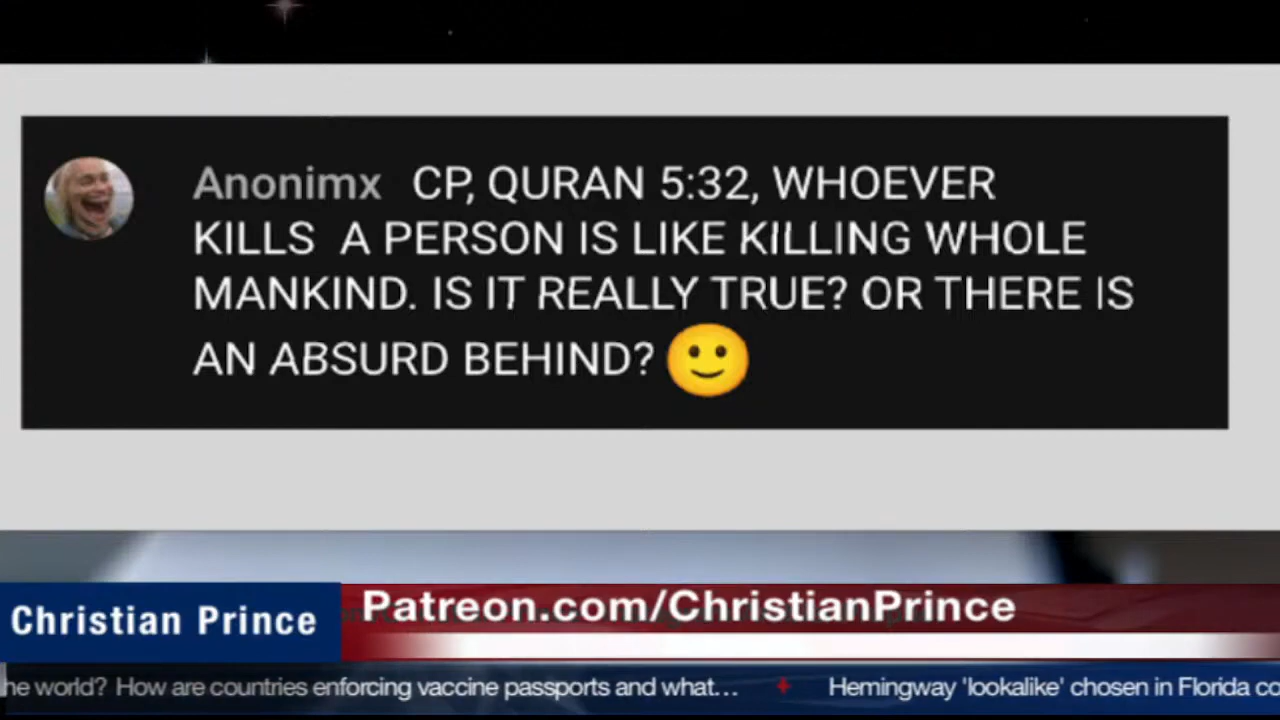 Anonimx CP, QURAN 5:32, WHOEVER
KILLS A PERSON IS LIKE KILLING WHOLE
MANKIND. IS IT REALLY TRUE? OR THERE IS
AN ABSURD BEHIND? 🙂
Christian Prince
Patreon.com/ChristianPrince
he world? How are countries enforcing vaccine passports and what... Hemingway 'lookalike' chosen in Florida co